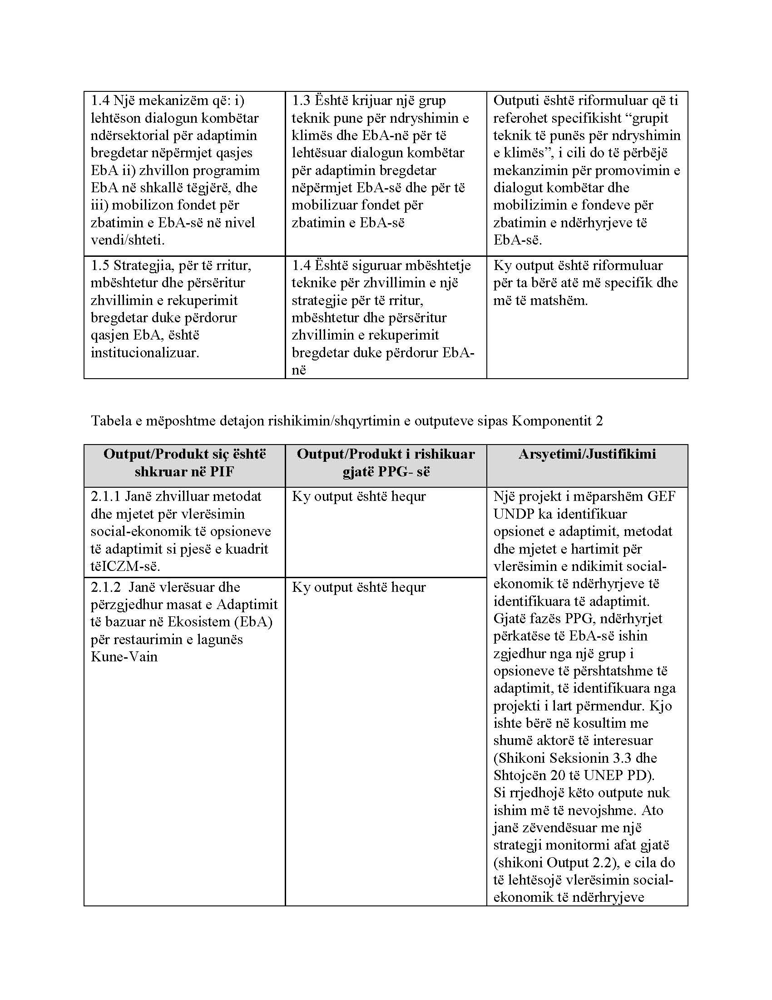 1.4 Një mekanizëm që: i)
lehtëson dialogun kombëtar
ndërsektorial për adaptimin
bregdetar nëpërmjet qasjes
EbA ii) zhvillon programim
EbA në shkallë tëgjërë, dhe
iii) mobilizon fondet për
zbatimin e EbA-së në nivel
vendi/shteti.
1.3 Është krijuar një grup
teknik pune për ndryshimin e
klimës dhe EbA-në për të
lehtësuar dialogun kombëtar
për adaptimin bregdetar
nëpërmjet EbA-së dhe për të
mobilizuar fondet për
zbatimin e EbA-së
Outputi është riformuluar që ti
referohet specifikisht “grupit
teknik të punës për ndryshimin
e klimës”, i cili do të përbëjë
mekanzimin për promovimin e
dialogut kombëtar dhe
mobilizimin e fondeve për
zbatimin e ndërhyrjeve të
EbA-së.
1.5 Strategjia, për të rritur,
mbështetur dhe përsëritur
zhvillimin e rekuperimit
bregdetar duke përdorur
qasjen EbA, është
institucionalizuar.
1.4 Është siguruar mbështetje
teknike për zhvillimin e një
strategjie për të rritur,
mbështetur dhe përsëritur
zhvillimin e rekuperimit
bregdetar duke përdorur EbA-
në
Ky output është riformuluar
për ta bërë atë më specifik dhe
më të matshëm.
Tabela e mëposhtme detajon rishikimin/shqyrtimin e outputeve sipas Komponentit 2
Output/Produkt siç është
shkruar në PIF
Output/Produkt i rishikuar
gjatë PPG- së
Arsyetimi/Justifikimi
2.1.1 Janë zhvilluar metodat
dhe mjetet për vlerësimin
social-ekonomik të opsioneve
të adaptimit si pjesë e kuadrit
tëICZM-së.
Ky output është hequr
2.1.2  Janë vlerësuar dhe
përzgjedhur masat e Adaptimit
të bazuar në Ekosistem (EbA)
për restaurimin e lagunës
Kune-Vain
Ky output është hequr
Një projekt i mëparshëm GEF
UNDP ka identifikuar
opsionet e adaptimit, metodat
dhe mjetet e hartimit për
vlerësimin e ndikimit social-
ekonomik të ndërhyrjeve të
identifikuara të adaptimit.
Gjatë fazës PPG, ndërhyrjet
përkatëse të EbA-së ishin
zgjedhur nga një grup i
opsioneve të përshtatshme të
adaptimit, të identifikuara nga
projekti i lart përmendur. Kjo
ishte bërë në kosultim me
shumë aktorë të interesuar
(Shikoni Seksionin 3.3 dhe
Shtojcën 20 të UNEP PD).
Si rrjedhojë këto outpute nuk
ishim më të nevojshme. Ato
janë zëvendësuar me një
strategji monitormi afat gjatë
(shikoni Output 2.2), e cila do
të lehtësojë vlerësimin social-
ekonomik të ndërhryjeve